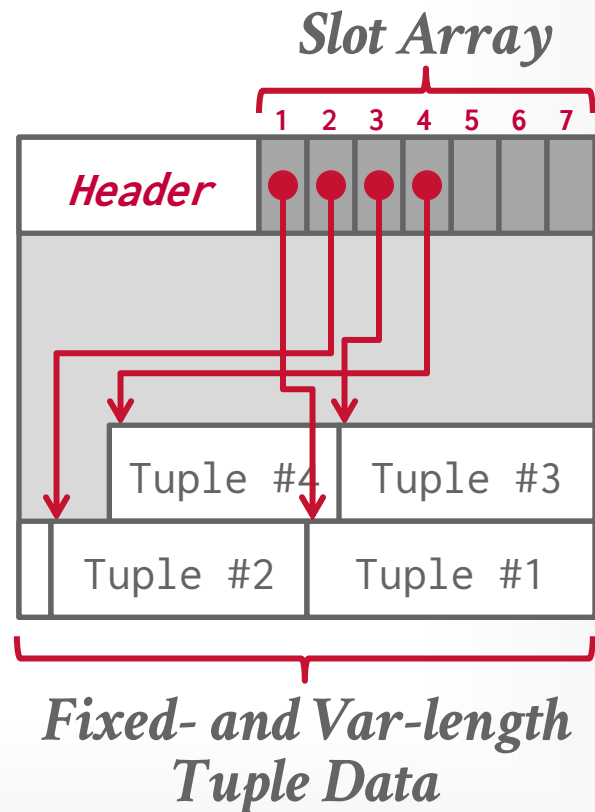 Slot Array
1 2 3 4 5 6 7
Header
Tuple #4 Tuple #3
Tuple #2 Tuple #1
Fixed- and Var-length
Tuple Data